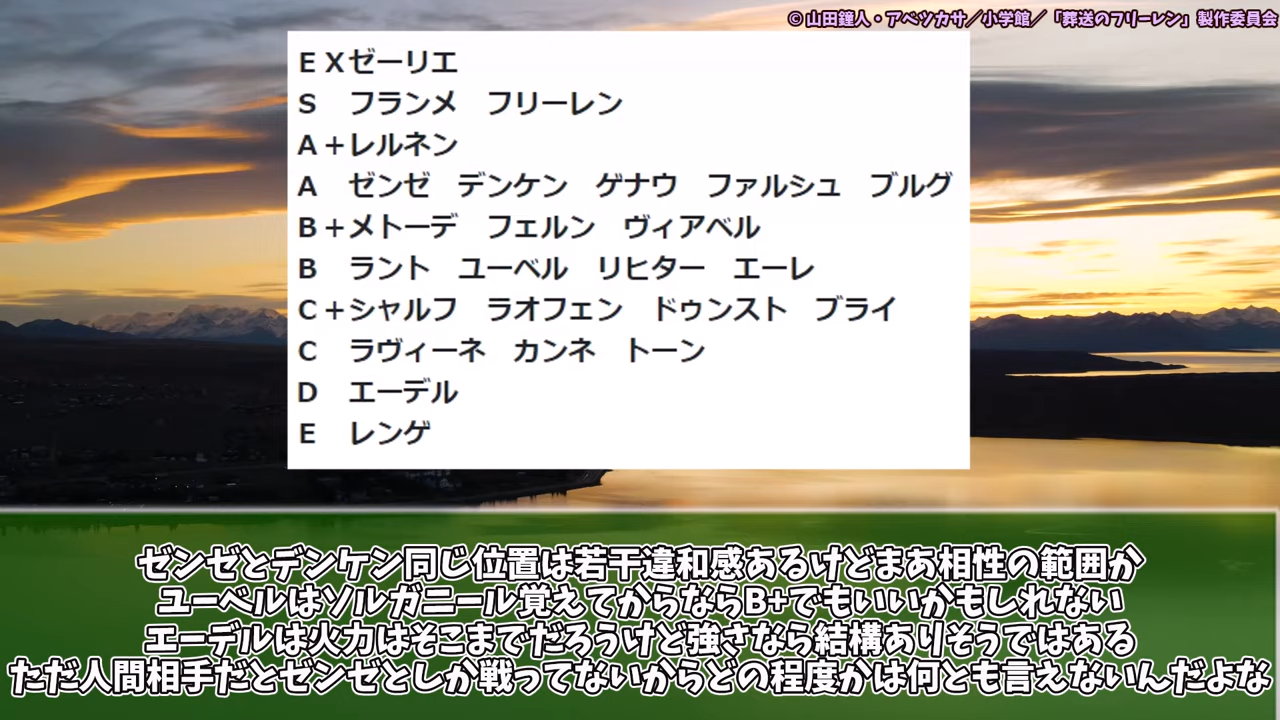 © 山田鐘人・アベツカサ／小学館／「葬送のフリーレン」製作委員会
ＥＸゼーリエ
Ｓ　フランメ　フリーレン
Ａ＋レルネン
Ａ　ゼンゼ　デンケン　ゲナウ　ファルシュ　ブルグ
Ｂ＋メトーデ　フェルン　ヴィアベル
Ｂ　ラント　ユーベル　リヒター　エーレ
Ｃ＋シャルフ　ラオフェン　ドゥンスト　ブライ
Ｃ　ラヴィーネ　カンネ　トーン
Ｄ　エーデル
Ｅ　レンゲ
ゼンゼとデンケン同じ位置は若干違和感あるけどまあ相性の範囲か
ユーベルはソルガニール覚えてからならB+でもいいかもしれない
エーデルは火力はそこまでだろうけど強さなら結構ありそうではある
ただ人間相手だとゼンゼとしか戦ってないからどの程度かは何とも言えないんだよな